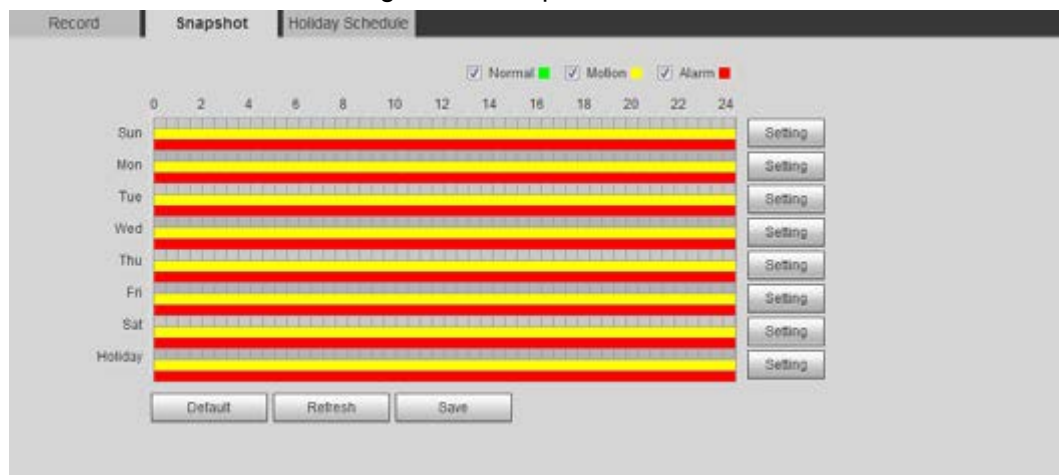 Record Snapshot Holiday Schedule
Normal Motion Alarm
0 2 4 6 8 10 12 14 16 18 20 22 24
Sun Setting
Mon Setting
Tue Setting
Wed Setting
Thu Setting
Fri Setting
Sat Setting
Holiday Setting
Default Refresh Save